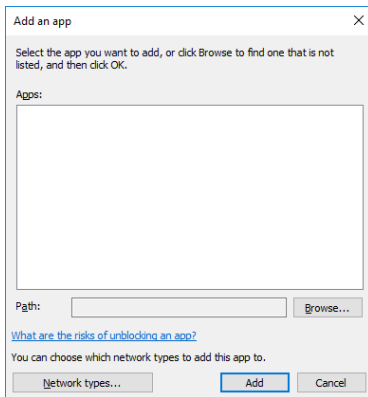 Add an app
Select the app you want to add, or click Browse to find one that is not
listed, and then click OK.
Apps:
Path:
Browse...
What are the risks of unblocking an app?
You can choose which network types to add this app to.
Network types...
Add
Cancel